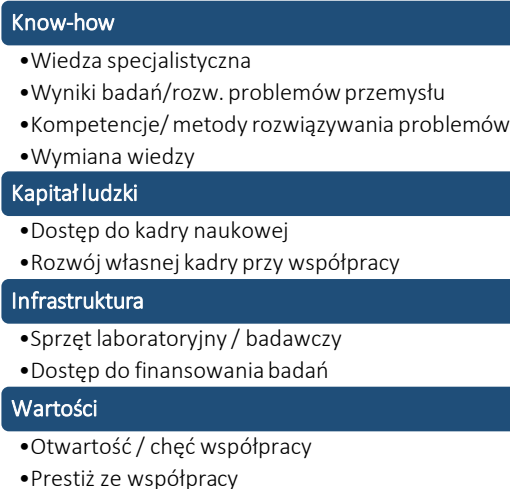 Know-how
•Wiedza specjalistyczna
•Wyniki badań/rozw. problemów przemysłu
•Kompetencje/ metody rozwiązywania problemów
•Wymiana wiedzy
Kapitał ludzki
•Dostęp do kadry naukowej
•Rozwój własnej kadry przy współpracy
Infrastruktura
•Sprzęt laboratoryjny / badawczy
•Dostęp do finansowania badań
Wartości
•Otwartość / chęć współpracy
•Prestiż ze współpracy